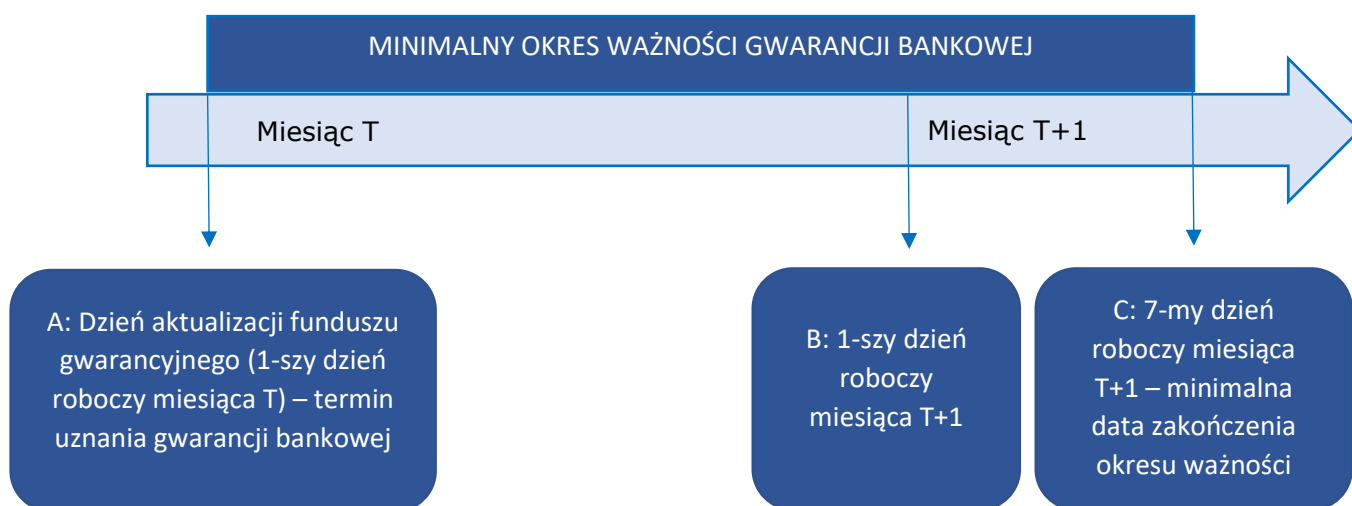 MINIMALNY OKRES WAŻNOŚCI GWARANCJI BANKOWEJ
Miesiąc T
Miesiąc T+1
A: Dzień aktualizacji funduszu
gwarancyjnego (1-szy dzień
roboczy miesiąca T) – termin
uznania gwarancji bankowej
B: 1-szy dzień
roboczy
miesiąca T+1
C: 7-my dzień
roboczy miesiąca
T+1 – minimalna
data zakończenia
okresu ważności